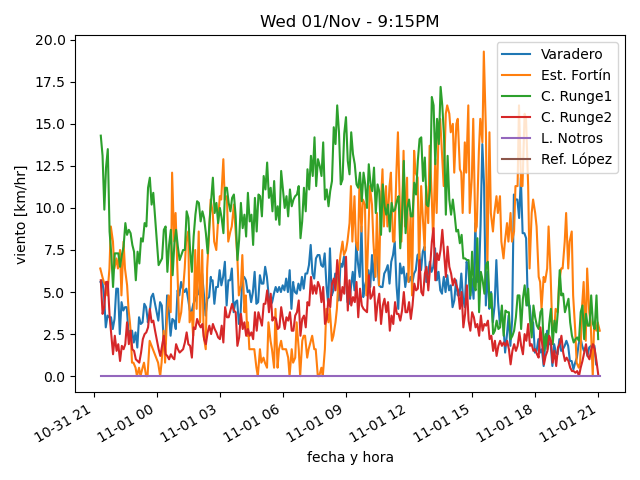 Wed 01/Nov - 9:15PM
viento [km/hr]
20.0
17.5
15.0
12.5
10.0
7.5
5.0
2.5
0.0
Varadero
Est. Fortín
C. Runge1
C. Runge2
L. Notros
Ref. López
10-31 21
11-01 00
11-01 03
11-01 06
11-01 09
11-01 12
11-01 15
11-01 18
11-01 21
fecha y hora